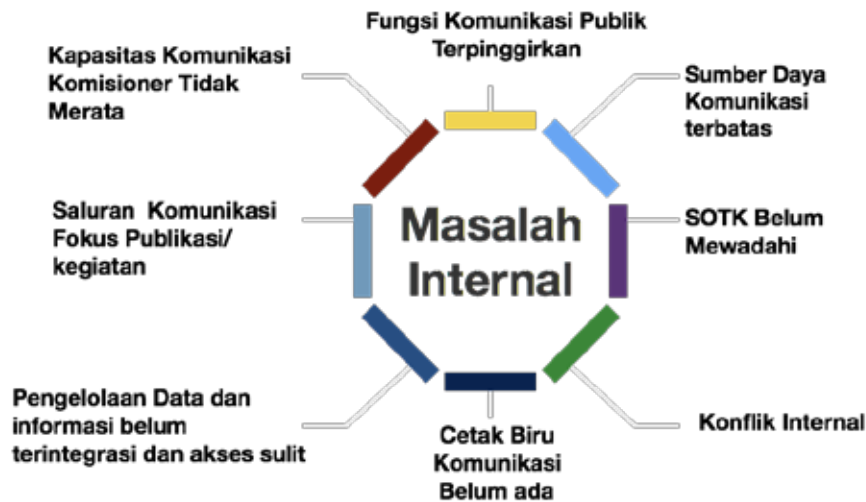 Fungsi Komunikasi Publik
Terpinggirkan
Kapasitas Komunikasi
Komisioner Tidak
Merata
Sumber Daya
Komunikasi
terbatas
Saluran Komunikasi
Fokus Publikasi/
kegiatan
Masalah
Internal
SOTK Belum
Mewadahi
Pengelolaan Data dan
informasi belum
terintegrasi dan akses sulit
Cetak Biru
Komunikasi
Belum ada
Konflik Internal